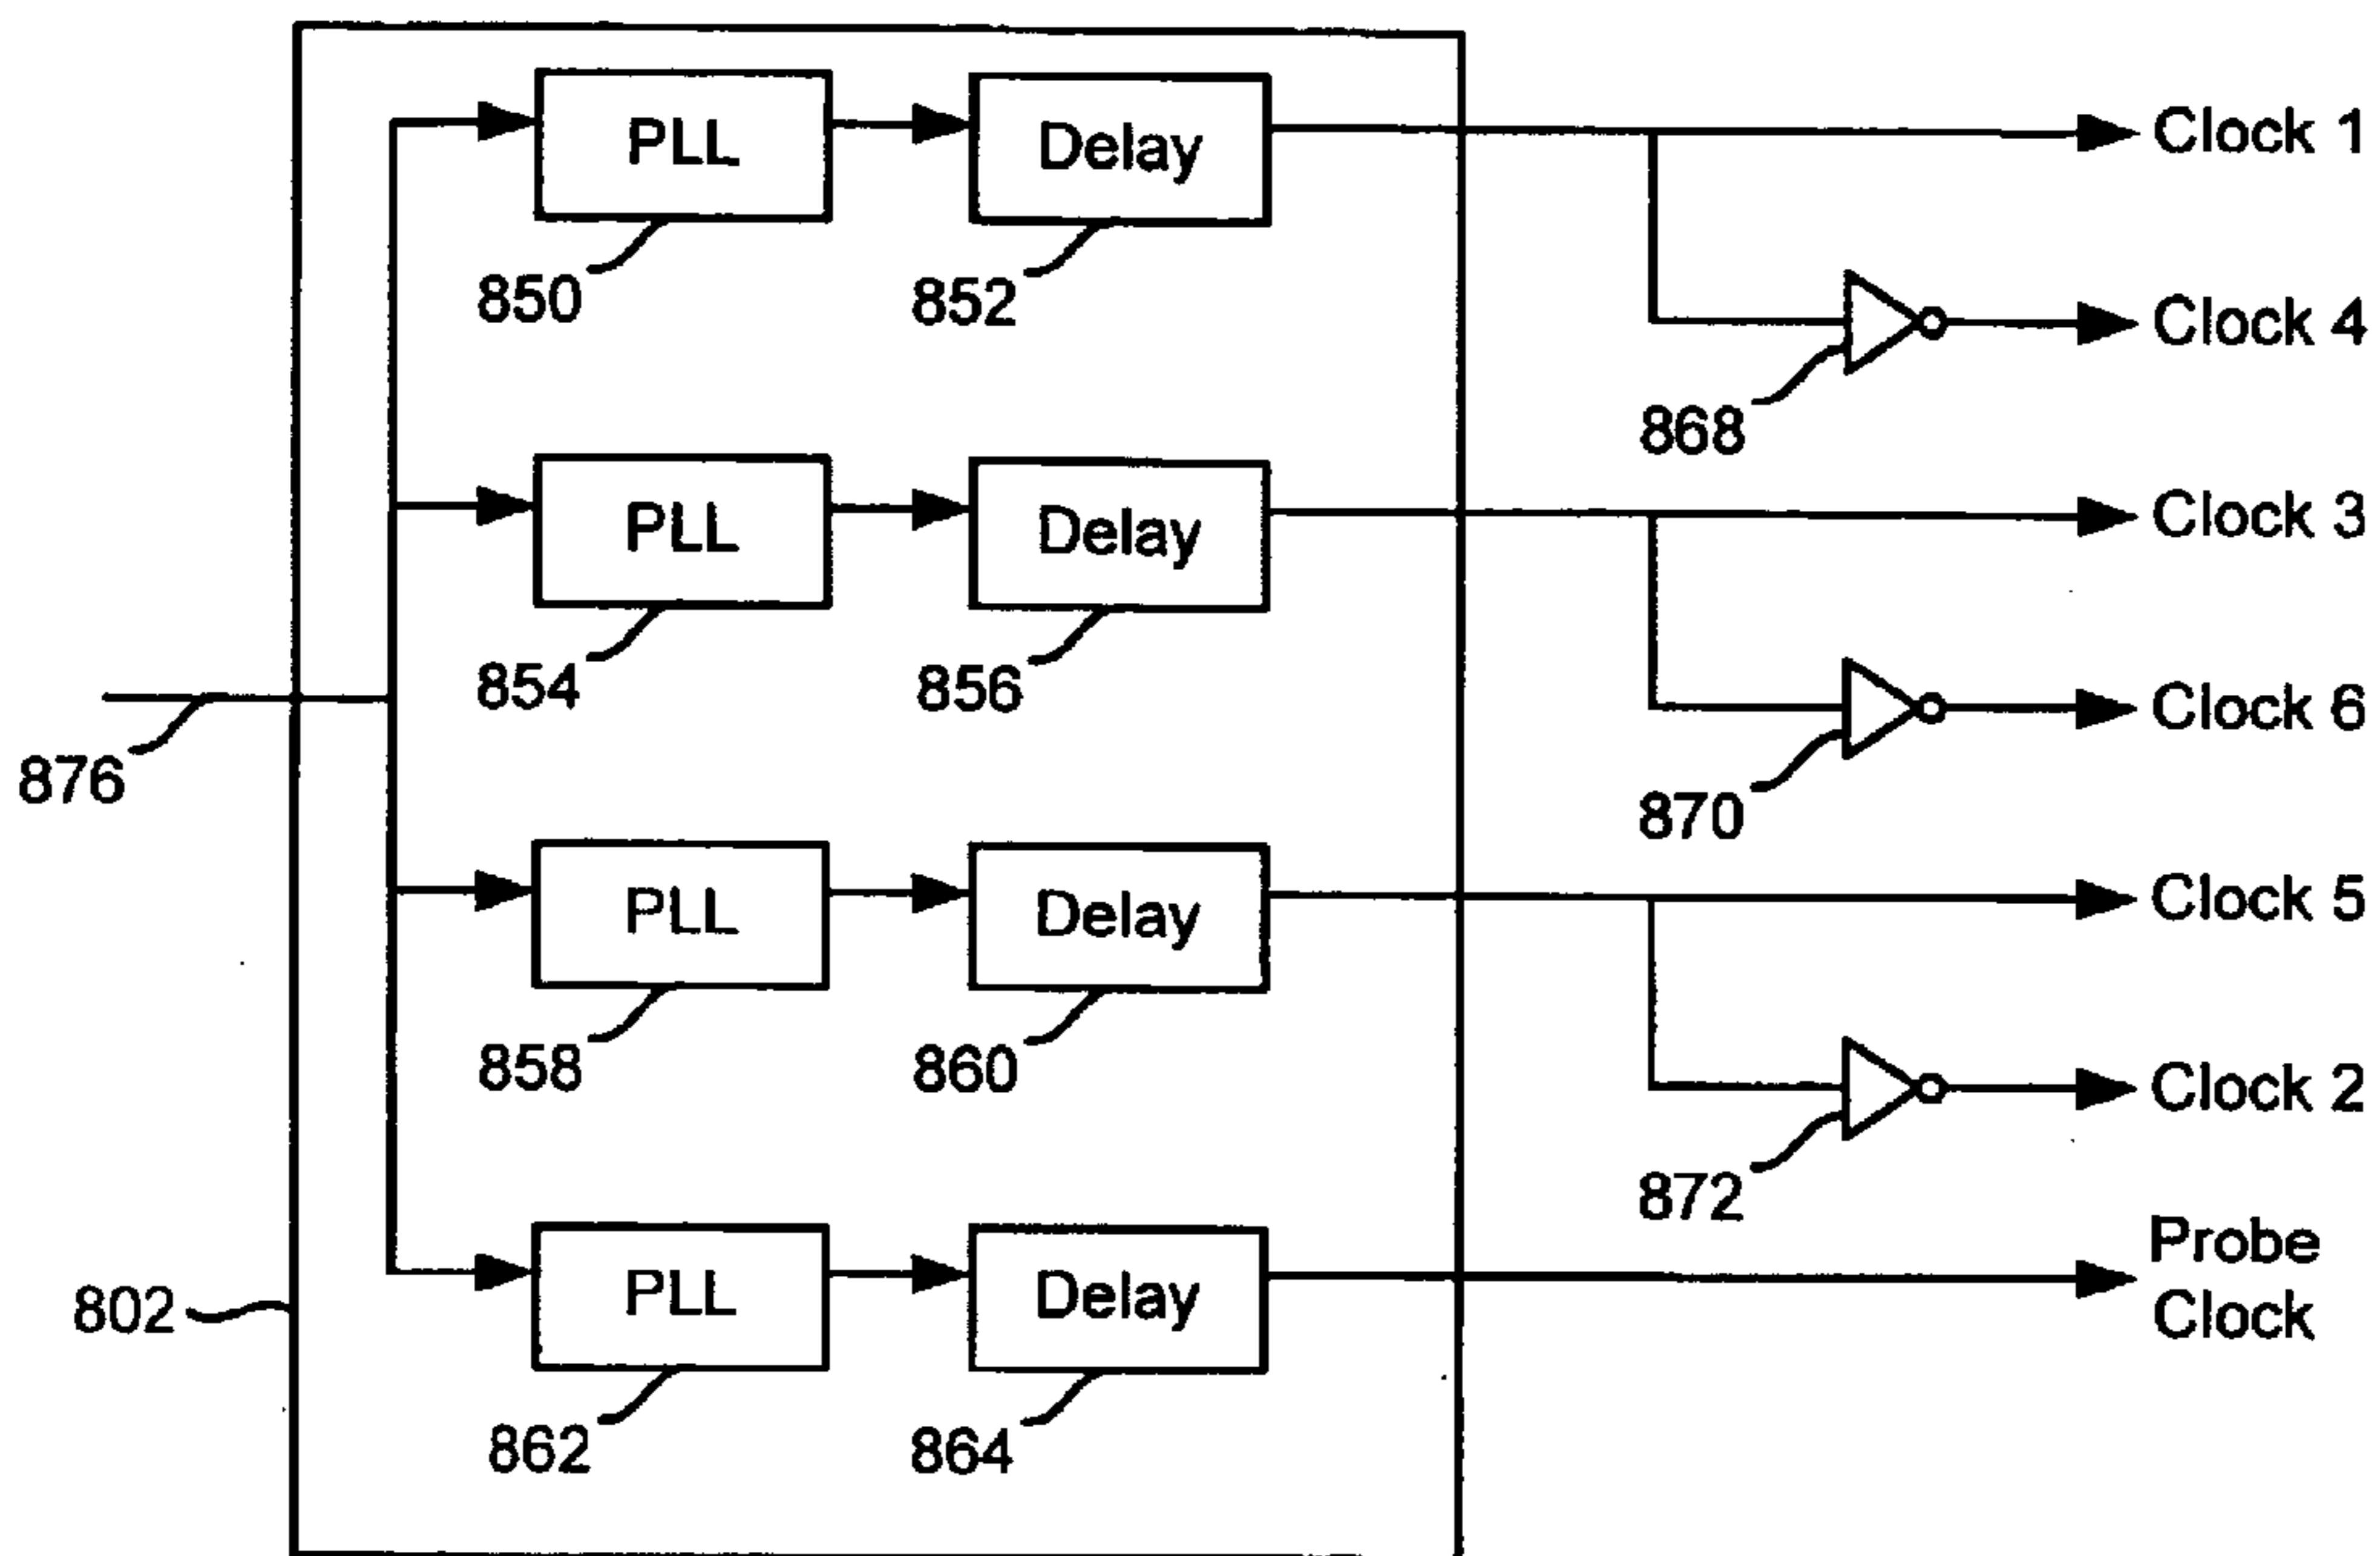 PLL
Delay
Clock 1
850
852
Clock 4
868
PLL
Delay
Clock 3
854
856
Clock 6
876
870
PLL
Delay
Clock 5
858
860
Clock 2
872
802
PLL
Delay
Probe
Clock
862
864